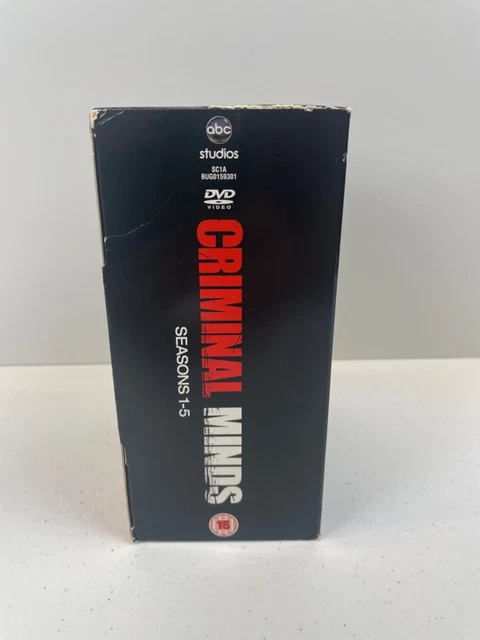 abc
studios
SC1A
BUG0159301
DVD
VIDEO
CRIMINAL MINDS
SEASONS 1-5
15